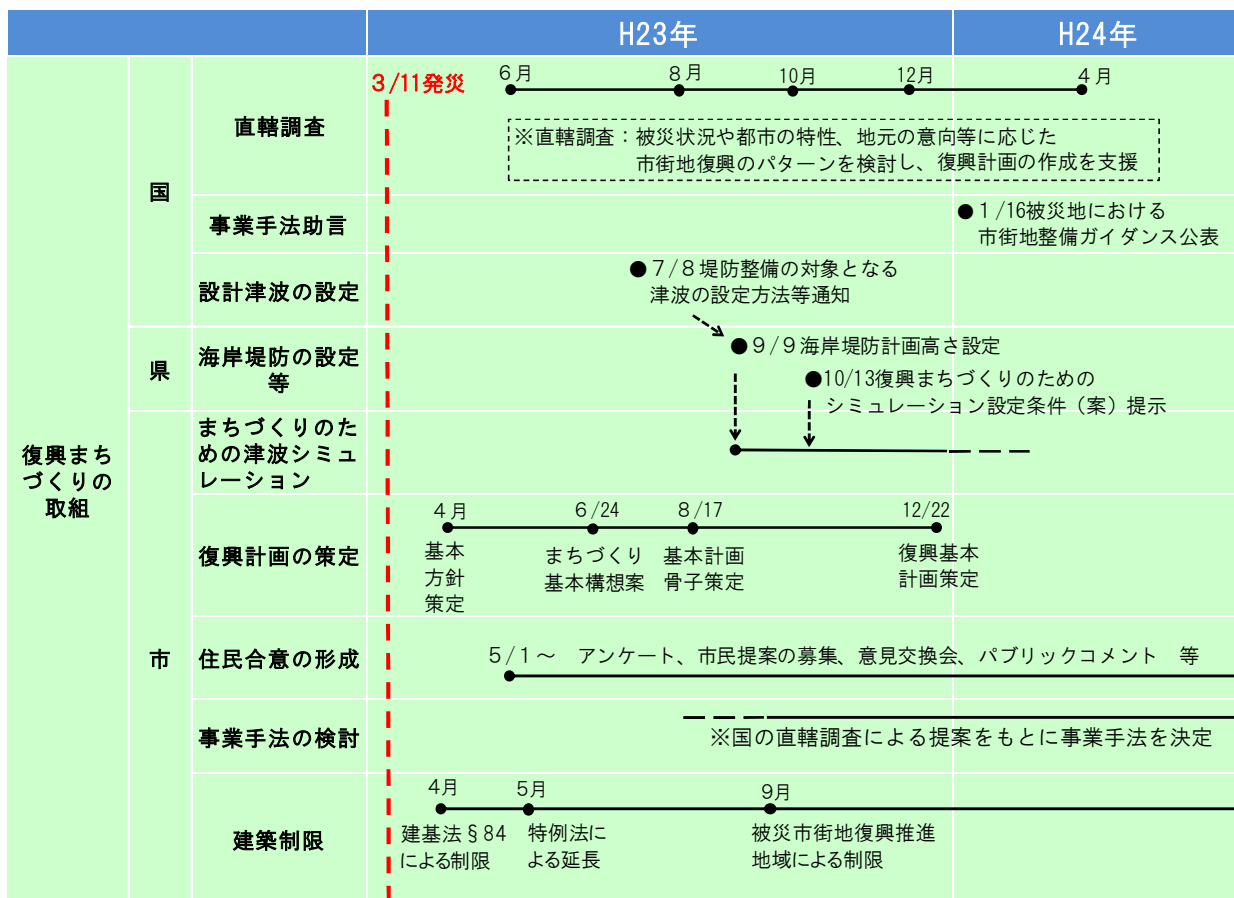 H23年
H24年
復興まち
づくりの
取組
国
直轄調査
3/11発災
6月
8月
10月
12月
4月
※直轄調査：被災状況や都市の特性、地元の意向等に応じた
市街地復興のパターンを検討し、復興計画の作成を支援
事業手法助言
●1/16被災地における
市街地整備ガイダンス公表
設計津波の設定
●7/8堤防整備の対象となる
津波の設定方法等通知
県
海岸堤防の設定
等
●9/9海岸堤防計画高さ設定
●10/13復興まちづくりのための
シミュレーション設定条件（案）提示
市
まちづくりのた
めの津波シミュ
レーション
復興計画の策定
4月
6/24
8/17
12/22
基本
方針
策定
まちづくり
基本構想案
基本計画
骨子策定
復興基本
計画策定
住民合意の形成
5/1～　アンケート、市民提案の募集、意見交換会、パブリックコメント　等
事業手法の検討
※国の直轄調査による提案をもとに事業手法を決定
建築制限
4月
5月
9月
建基法§84
による制限
特例法に
よる延長
被災市街地復興推進
地域による制限